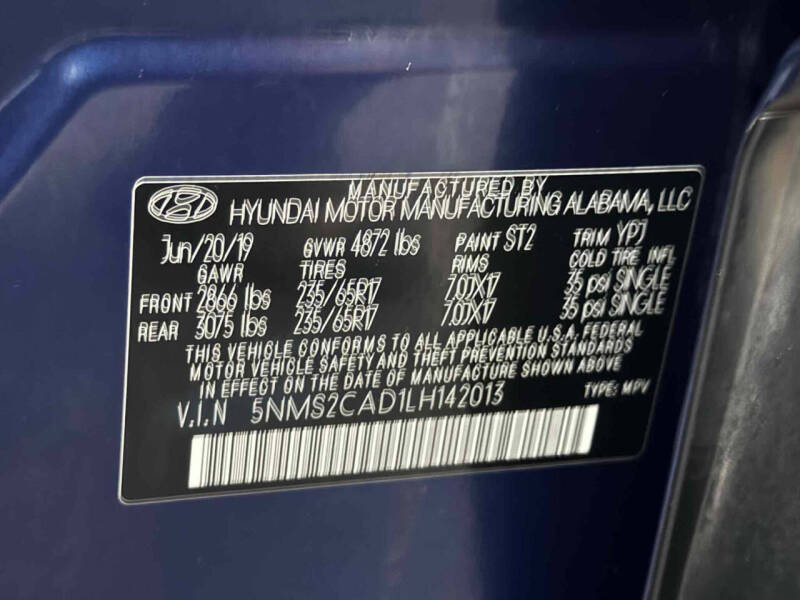 MANUFACTURED BY
HYUNDAI MOTOR MANUFACTURING ALABAMA, LLC
Jun/20/19 GVWR 4872 lbs PAINT ST2 TRIM YPJ
GAWR TIRES RIMS COLD TIRE INFL
FRONT 2866 lbs 235/65R17 7.0JX17 35 psi SINGLE
REAR 3075 lbs 235/65R17 7.0JX17 35 psi SINGLE
THIS VEHICLE CONFORMS TO ALL APPLICABLE U.S.A. FEDERAL
MOTOR VEHICLE SAFETY AND THEFT PREVENTION STANDARDS
IN EFFECT ON THE DATE OF MANUFACTURE SHOWN ABOVE
V.I.N 5NMS2CAD1LH142013 TYPE: MPV